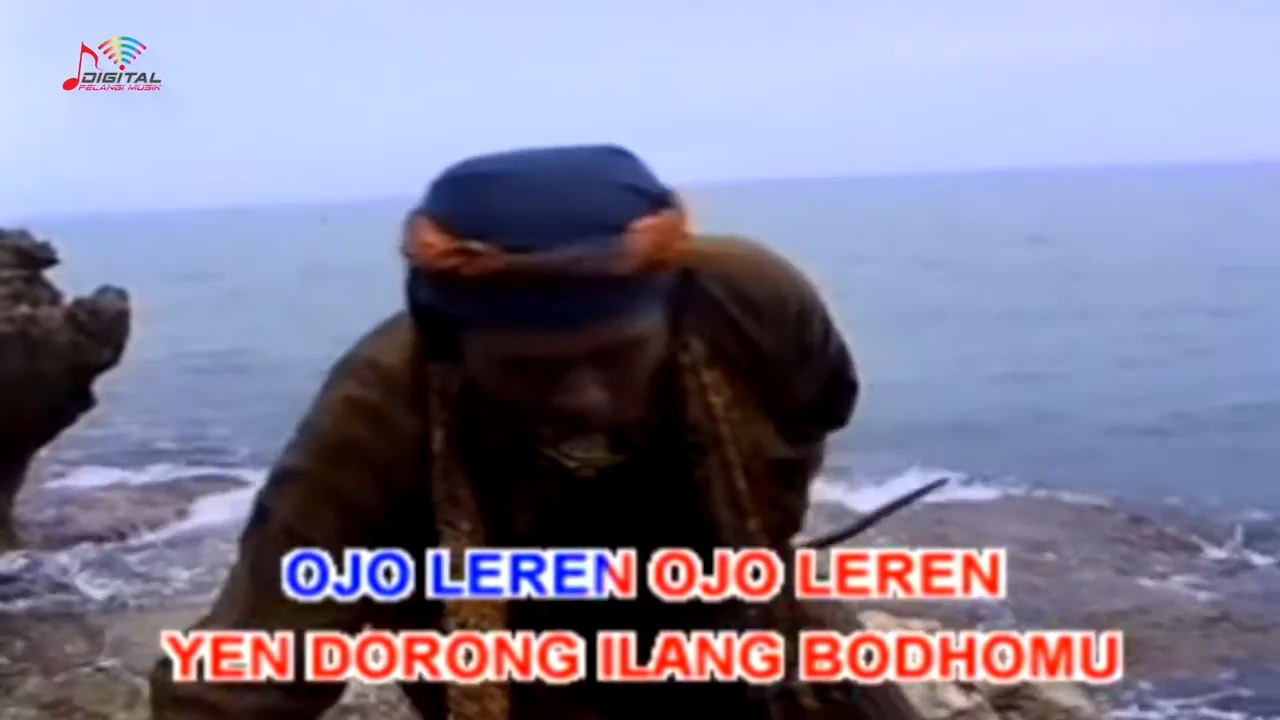 DIGITAL
PELANGI MUSIK
OJO LEREN OJO LEREN
YEN DORONG ILANG BODHOMU